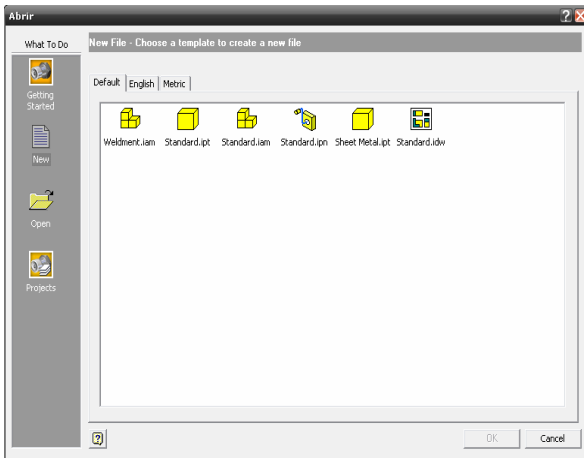 Abrir
What To Do
New File - Choose a template to create a new file
Getting
Started
New
Open
Projects
Default English Metric
Weldment.iam Standard.ipt Standard.iam Standard.ipn Sheet Metal.ipt Standard.idw
OK Cancel